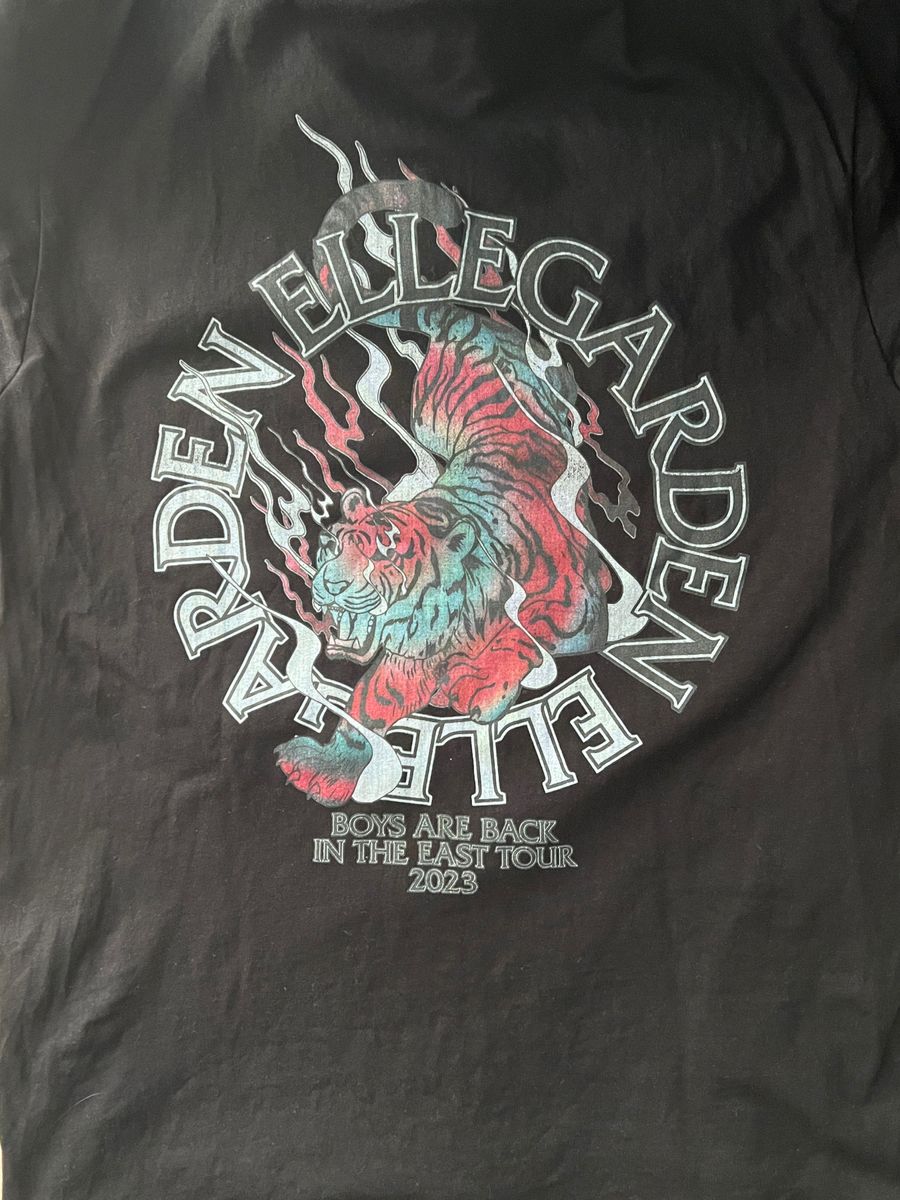 ELLEGARDEN ELLEGARDEN
BOYS ARE BACK
IN THE EAST TOUR
2023